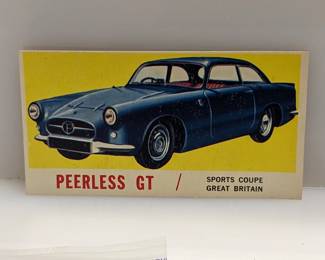 PEERLESS GT / SPORTS COUPE
GREAT BRITAIN